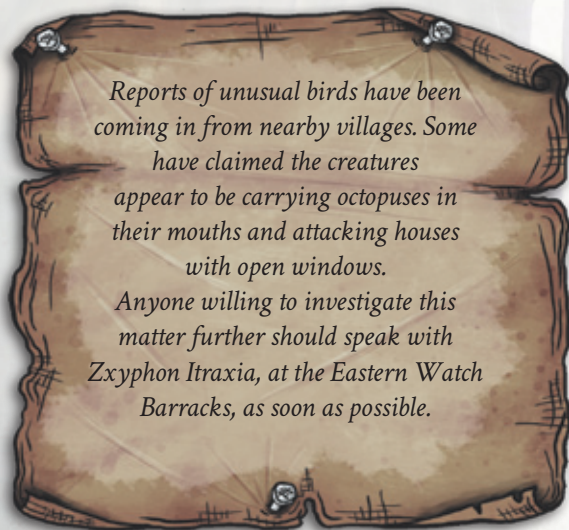 Reports of unusual birds have been
coming in from nearby villages. Some
have claimed the creatures
appear to be carrying octopuses in
their mouths and attacking houses
with open windows.
Anyone willing to investigate this
matter further should speak with
Zxyphon Itraxia, at the Eastern Watch
Barracks, as soon as possible.